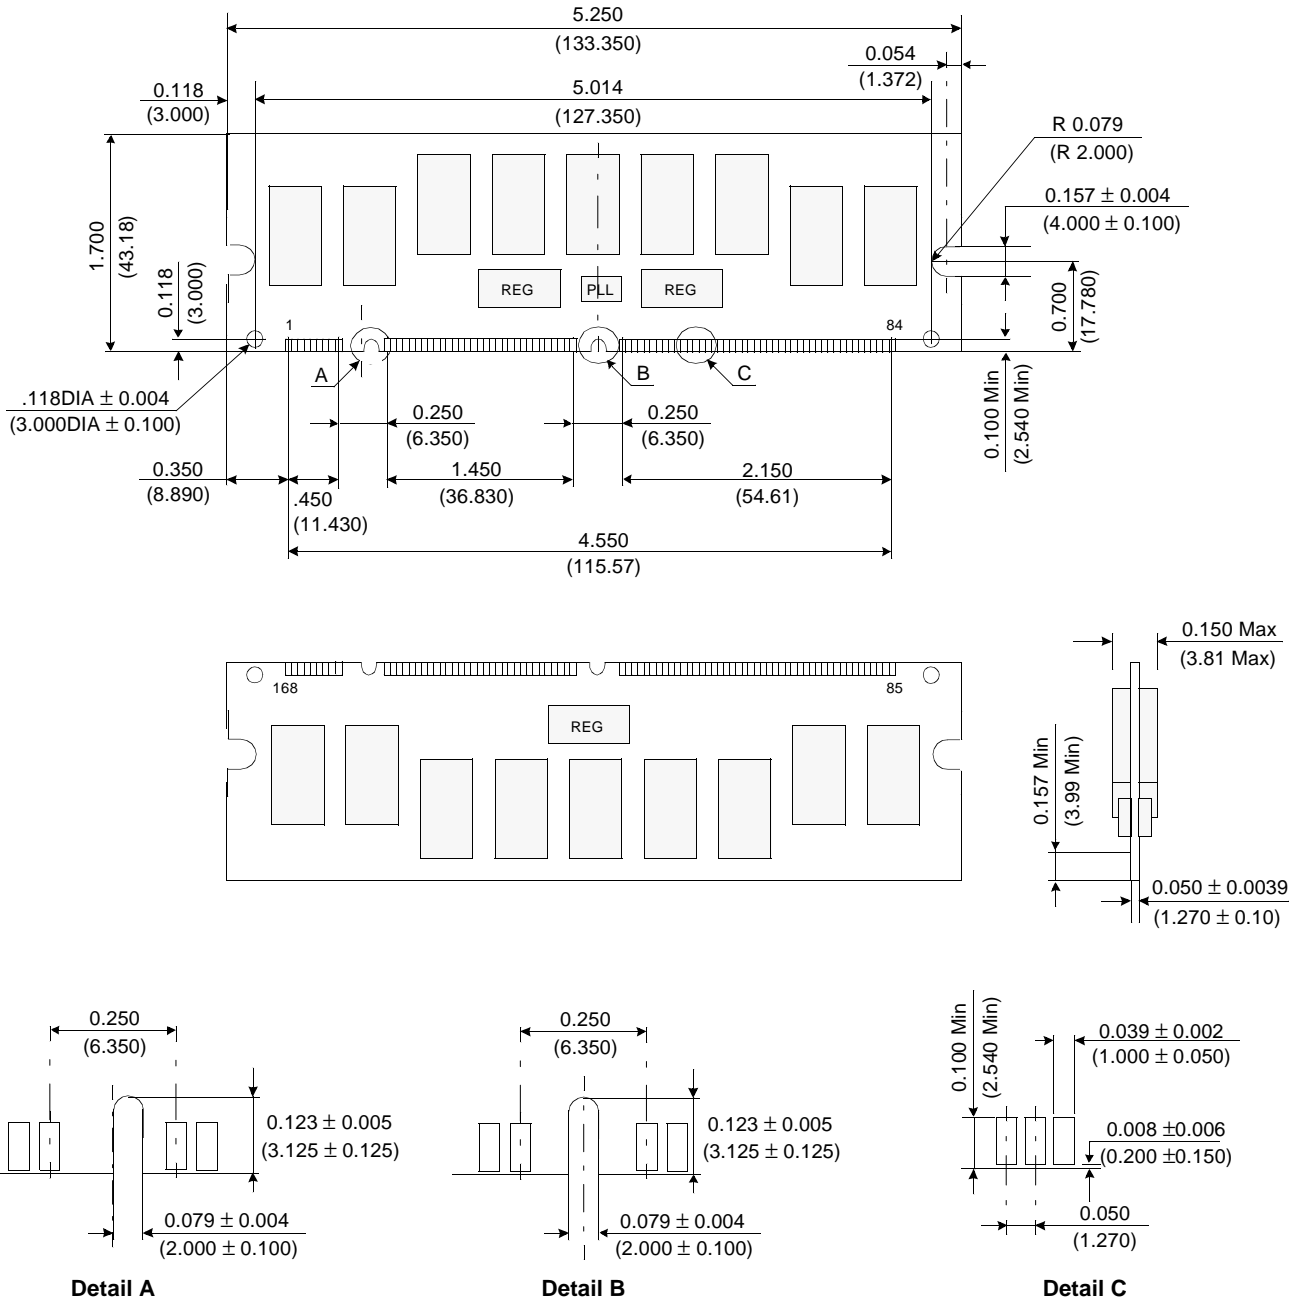 5.250
(133.350)
0.054
(1.372)
0.118
(3.000)
5.014
(127.350)
R 0.079
(R 2.000)
0.157 ± 0.004
(4.000 ± 0.100)
1.700
(43.18)
0.118
(3.000)
REG
PLL
REG
0.700
(17.780)
1
84
A
B
C
.118DIA ± 0.004
(3.000DIA ± 0.100)
0.250
(6.350)
0.250
(6.350)
0.100 Min
(2.540 Min)
0.350
(8.890)
.450
(11.430)
1.450
(36.830)
2.150
(54.61)
4.550
(115.57)
0.150 Max
(3.81 Max)
168
85
REG
0.157 Min
(3.99 Min)
0.050 ± 0.0039
(1.270 ± 0.10)
0.250
(6.350)
0.123 ± 0.005
(3.125 ± 0.125)
0.079 ± 0.004
(2.000 ± 0.100)
Detail A
0.250
(6.350)
0.123 ± 0.005
(3.125 ± 0.125)
0.079 ± 0.004
(2.000 ± 0.100)
Detail B
0.100 Min
(2.540 Min)
0.039 ± 0.002
(1.000 ± 0.050)
0.008 ±0.006
(0.200 ±0.150)
0.050
(1.270)
Detail C